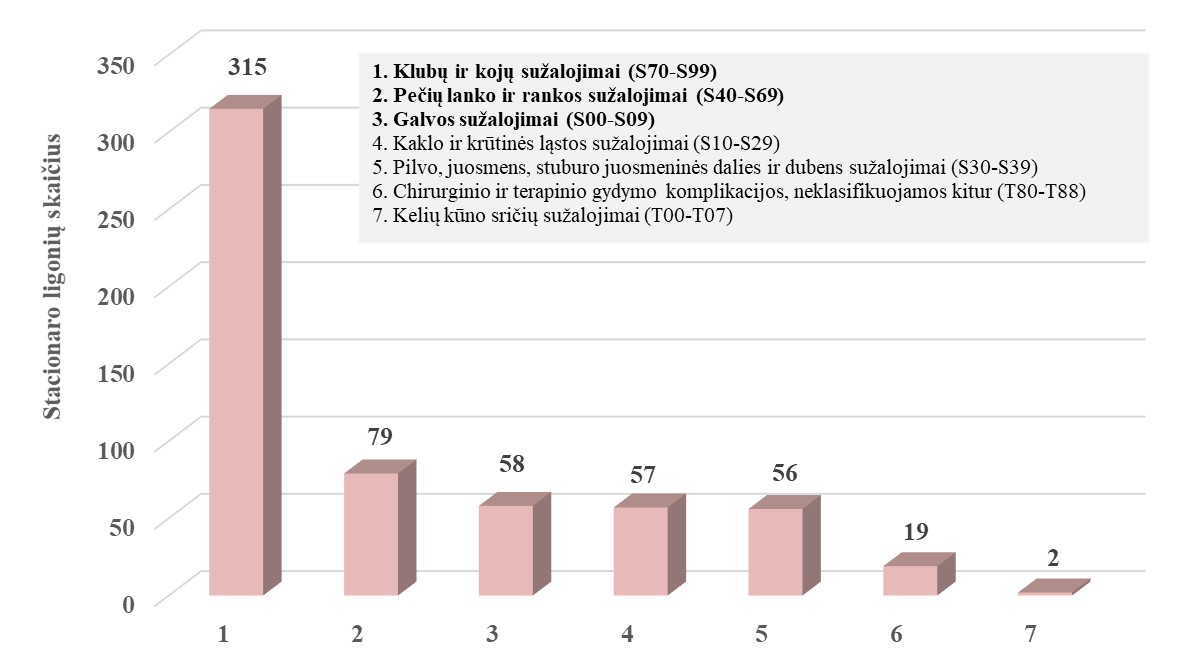 350
300
250
200
150
100
50
0
Stacionaro ligonių skaičius
315
79
58
57
56
19
2
1. Klubų ir kojų sužalojimai (S70-S99)
2. Pečių lanko ir rankos sužalojimai (S40-S69)
3. Galvos sužalojimai (S00-S09)
4. Kaklo ir krūtinės ląstos sužalojimai (S10-S29)
5. Pilvo, juosmens, stuburo juosmeninės dalies ir dubens sužalojimai (S30-S39)
6. Chirurginio ir terapinio gydymo komplikacijos, neklasifikuojamos kitur (T80-T88)
7. Kelių kūno sričių sužalojimai (T00-T07)
1 2 3 4 5 6 7